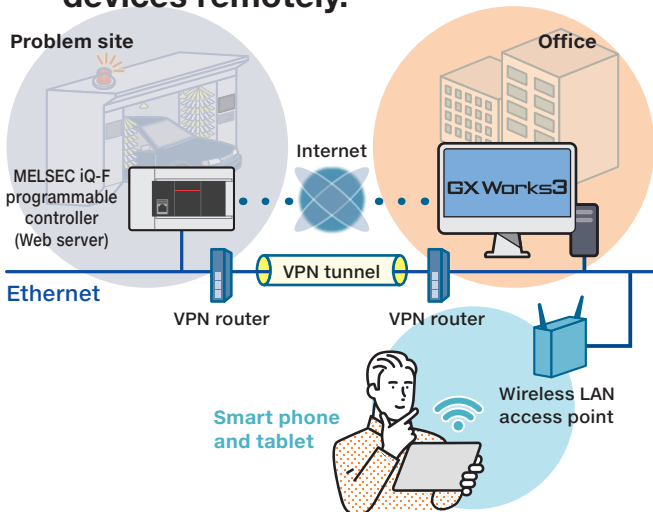 devices remotely.
Problem site
Office
Internet
MELSEC iQ-F
programmable
controller
(Web server)
GX Works3
VPN tunnel
Ethernet
VPN router
VPN router
Wireless LAN
access point
Smart phone
and tablet